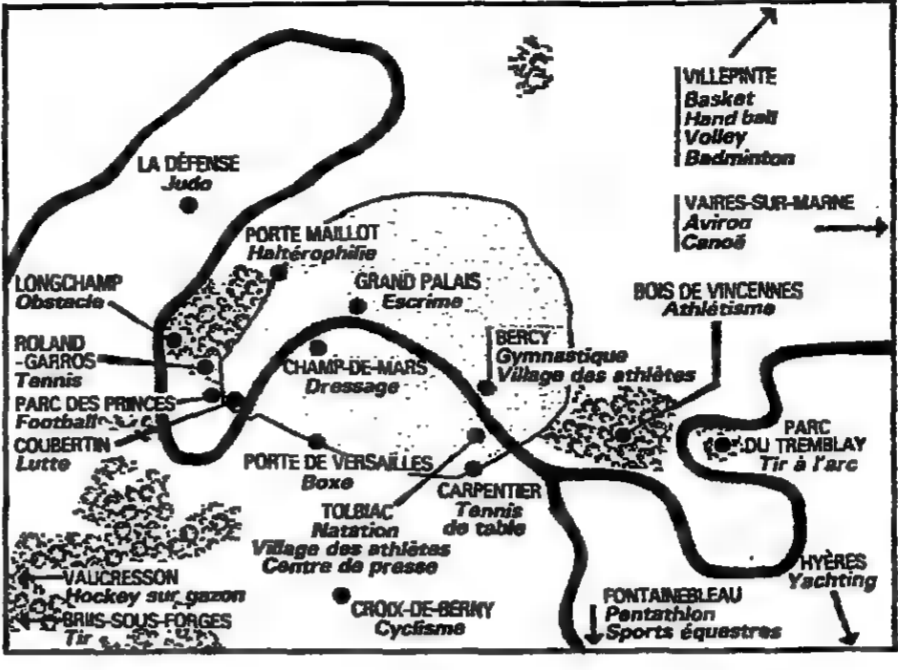 VILLEPINTE
Basket
Hand ball
Volley
Badminton
LA DÉFENSE
Judo
VAIRES-SUR-MARNE
Aviron
Canoë
PORTE MAILLOT
Haltérophilie
LONGCHAMP
Obstacle
GRAND PALAIS
Escrime
BOIS DE VINCENNES
Athlétisme
ROLAND
-GARROS
Tennis
BERCY
Gymnastique
Village des athlètes
CHAMP-DE-MARS
Dressage
PARC DES PRINCES
Football
COUBERTIN
Lutte
PARC
DU TREMBLAY
Tir à l'arc
PORTE DE VERSAILLES
Boxe
CARPENTIER
Tennis
de table
TOLBIAC
Natation
Village des athlètes
Centre de presse
VAUCRESSON
Hockey sur gazon
BRIIS-SOUS-FORGES
Tir
CROIX-DE-BERNY
Cyclisme
FONTAINEBLEAU
Pentathlon
Sports équestres
HYÈRES
Yachting